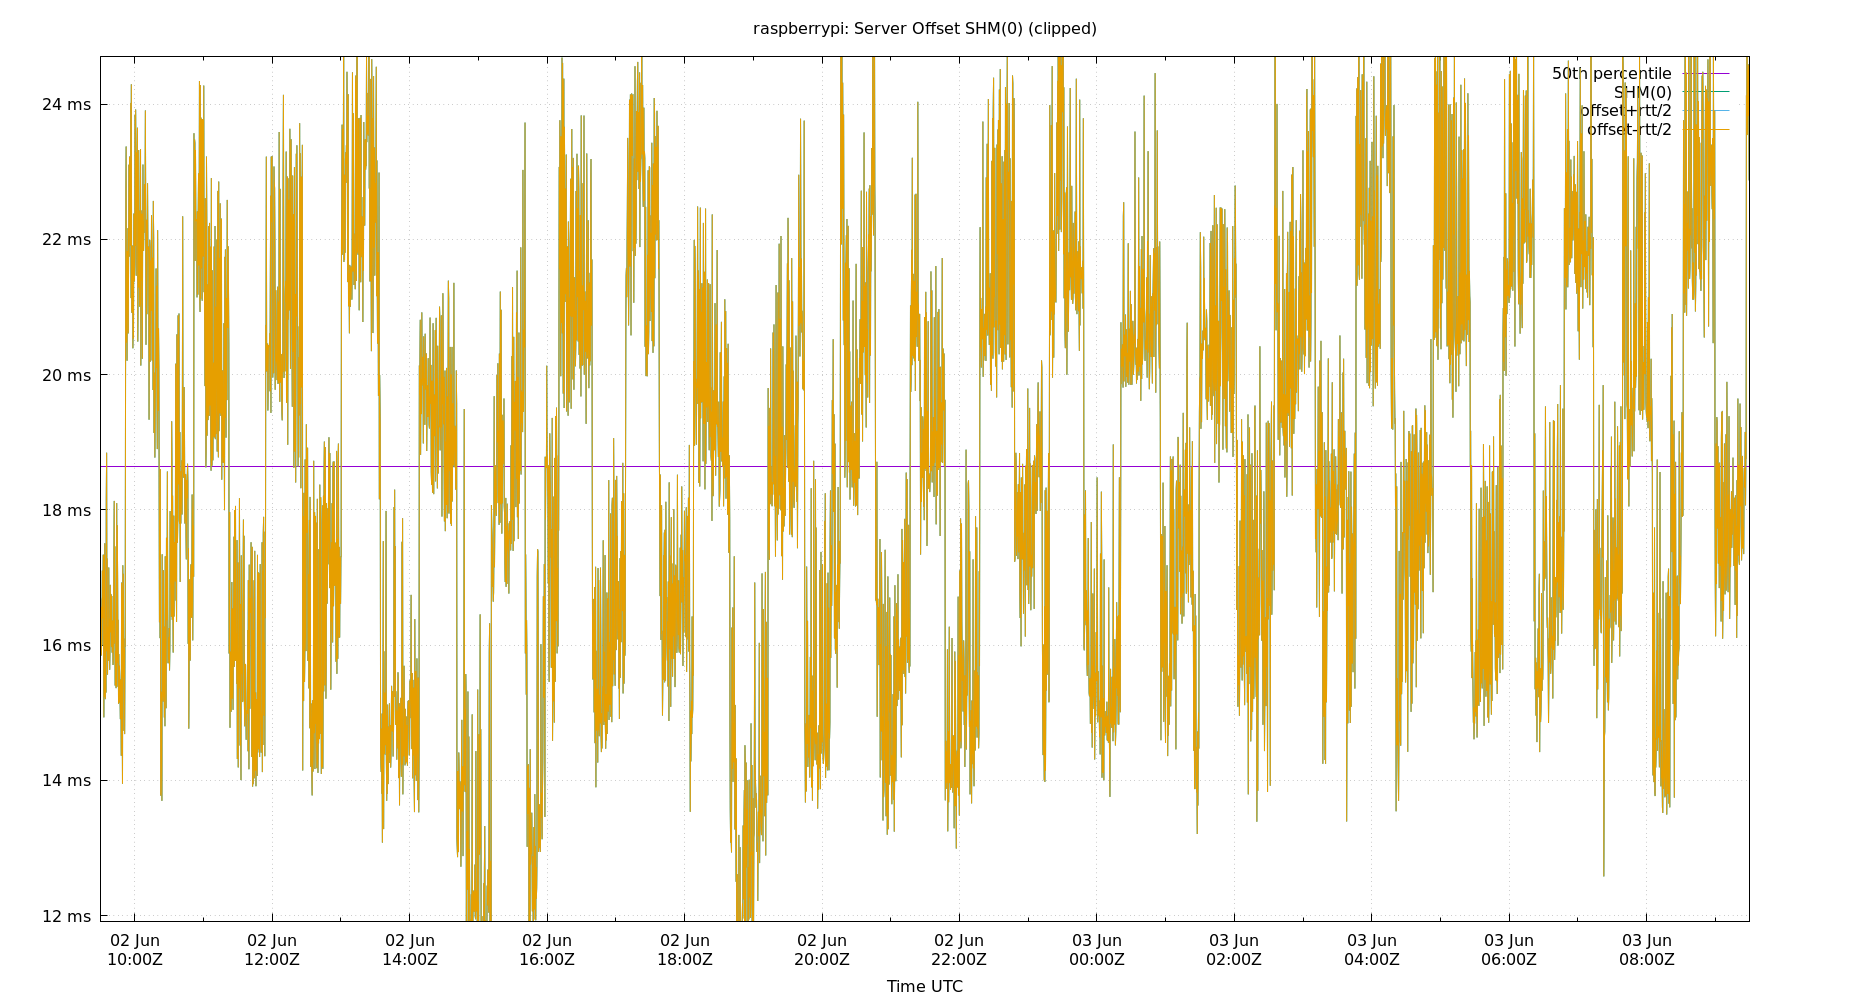 raspberrypi: Server Offset SHM(0) (clipped)
50th percentile
SHM(0)
offset+rtt/2
offset-rtt/2
24 ms
22 ms
20 ms
18 ms
16 ms
14 ms
12 ms
02 Jun 02 Jun 02 Jun 02 Jun 02 Jun 02 Jun 02 Jun 03 Jun 03 Jun 03 Jun 03 Jun 03 Jun
10:00Z 12:00Z 14:00Z 16:00Z 18:00Z 20:00Z 22:00Z 00:00Z 02:00Z 04:00Z 06:00Z 08:00Z
Time UTC